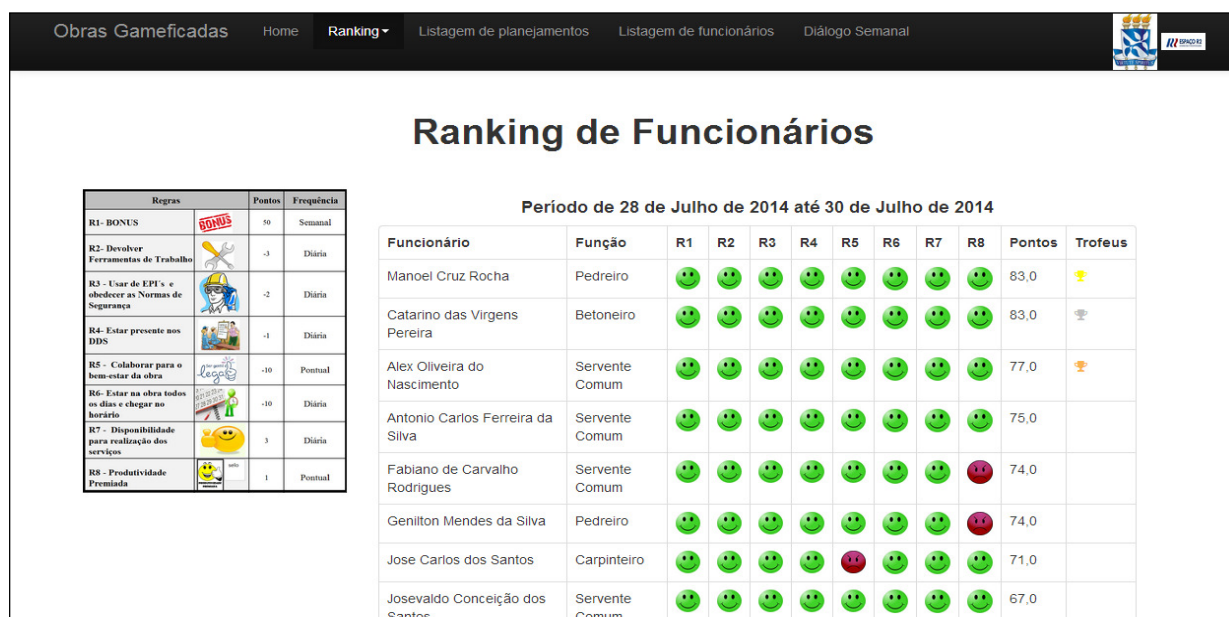 Obras Gameficadas Home Ranking Listagem de planejamentos Listagem de funcionários Diálogo Semanal
ESPAÇO R2
Ranking de Funcionários
Regras Pontos Frequência
R1- BONUS BONUS 50 Semanal
R2- Devolver
Ferramentas de Trabalho -3 Diária
R3 - Usar de EPI´s e
obedecer as Normas de
Segurança -2 Diária
R4- Estar presente nos
DDS -1 Diária
R5 - Colaborar para o
bem-estar da obra legal -10 Pontual
R6- Estar na obra todos
os dias e chegar no
horário -10 Diária
R7 - Disponibilidade
para realização dos
serviços 3 Diária
R8 - Produtividade
Premiada 1 Pontual
Período de 28 de Julho de 2014 até 30 de Julho de 2014
Funcionário Função R1 R2 R3 R4 R5 R6 R7 R8 Pontos Trofeus
Manoel Cruz Rocha Pedreiro 83,0
Catarino das Virgens Betoneiro 83,0
Pereira
Alex Oliveira do Servente 77,0
Nascimento Comum
Antonio Carlos Ferreira da Servente 75,0
Silva Comum
Fabiano de Carvalho Servente 74,0
Rodrigues Comum
Genilton Mendes da Silva Pedreiro 74,0
Jose Carlos dos Santos Carpinteiro 71,0
Josevaldo Conceição dos Servente 67,0
Santos Comum